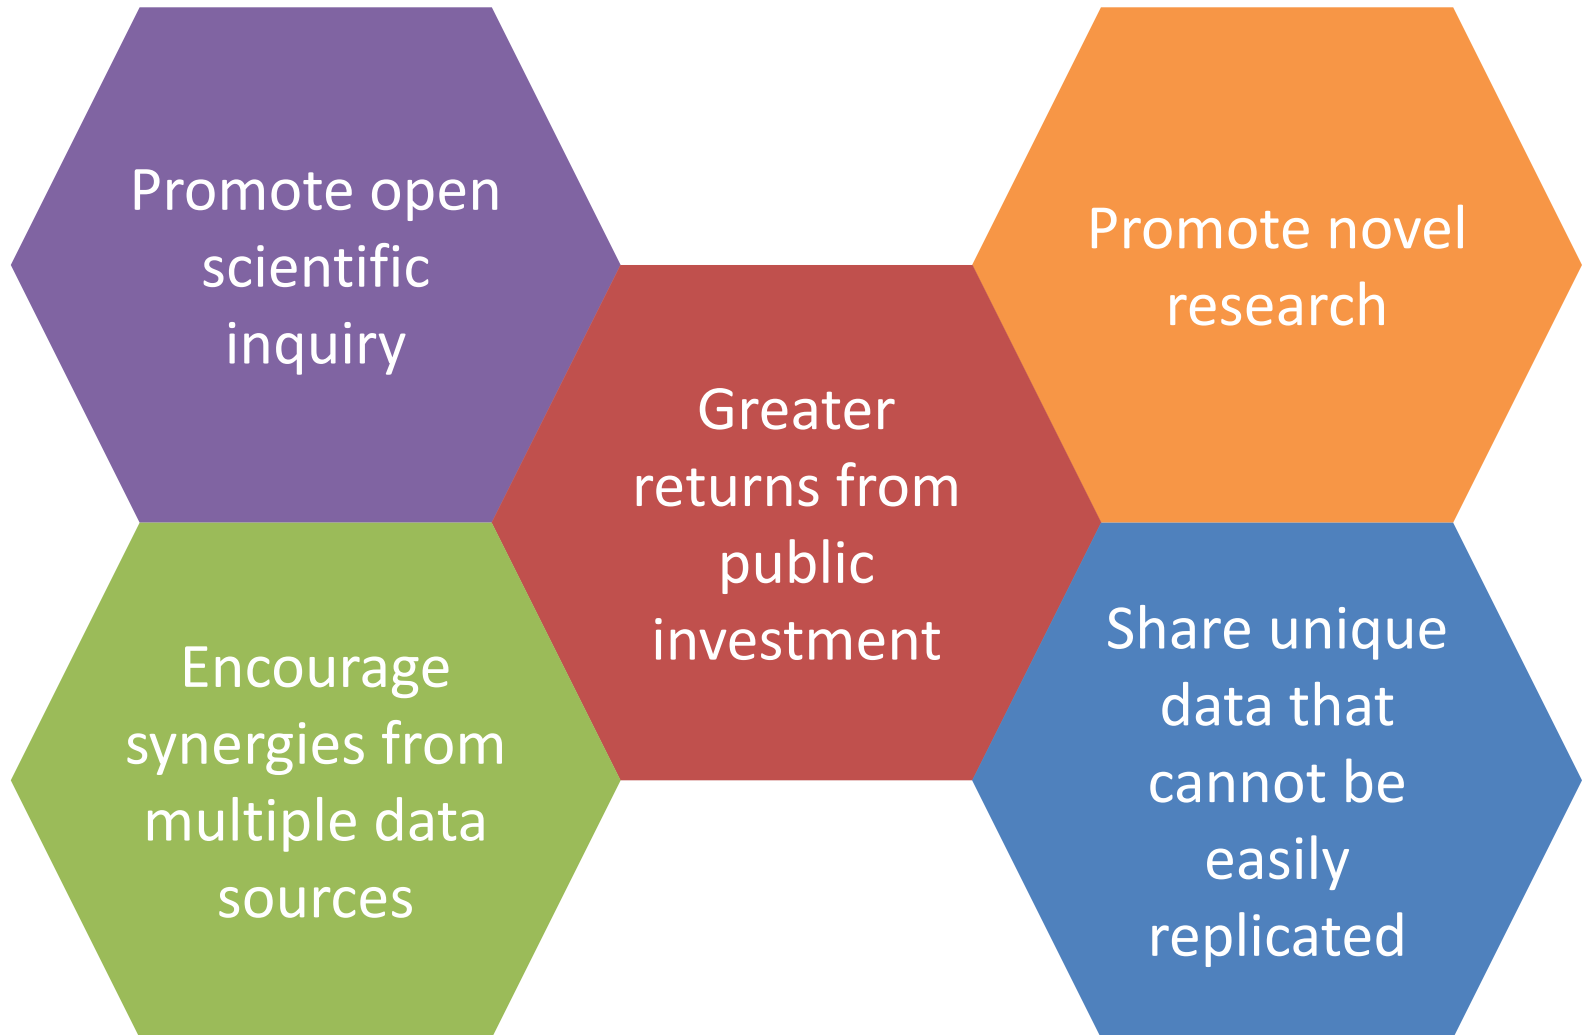 Promote open
scientific
inquiry
Promote novel
research
Greater
returns from
public
investment
Encourage
synergies from
multiple data
sources
Share unique
data that
cannot be
easily
replicated